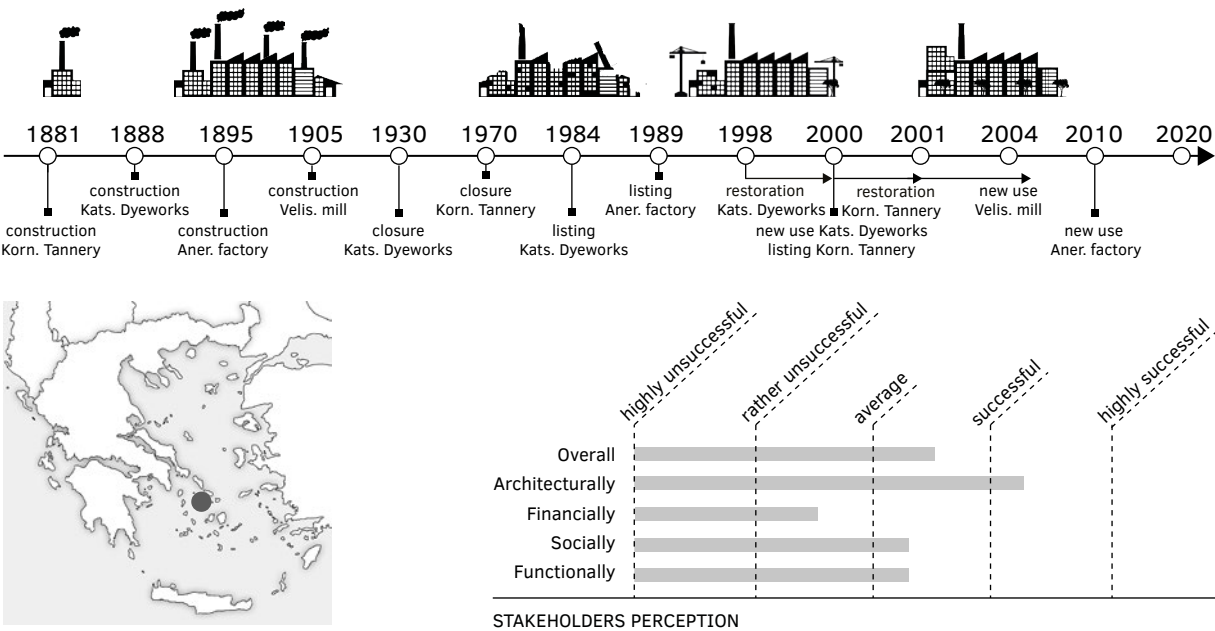 1881 1888 1895 1905 1930 1970 1984 1989 1998 2000 2001 2004 2010 2020
construction
Korn. Tannery
construction
Kats. Dyeworks
construction
Aner. factory
construction
Velis. mill
closure
Kats. Dyeworks
closure
Korn. Tannery
listing
Kats. Dyeworks
listing
Aner. factory
restoration
Kats. Dyeworks
new use Kats. Dyeworks
listing Korn. Tannery
restoration
Korn. Tannery
new use
Velis. mill
new use
Aner. factory
highly unsuccessful
rather unsuccessful
average
successful
highly successful
Overall
Architecturally
Financially
Socially
Functionally
STAKEHOLDERS PERCEPTION